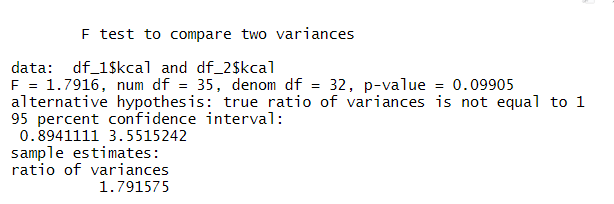 F test to compare two variances
data:  df_1$kcal and df_2$kcal
F = 1.7916, num df = 35, denom df = 32, p-value = 0.09905
alternative hypothesis: true ratio of variances is not equal to 1
95 percent confidence interval:
 0.8941111 3.5515242
sample estimates:
ratio of variances
          1.791575